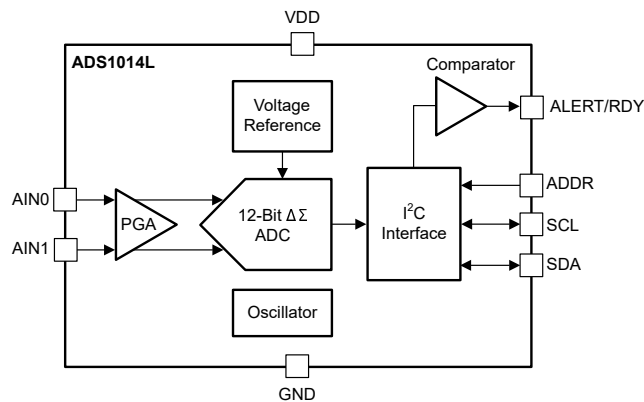 VDD
ADS1014L
Comparator
Voltage
Reference
ALERT/RDY
AIN0
PGA
12-Bit ΔΣ
ADC
I²C
Interface
ADDR
SCL
AIN1
SDA
Oscillator
GND